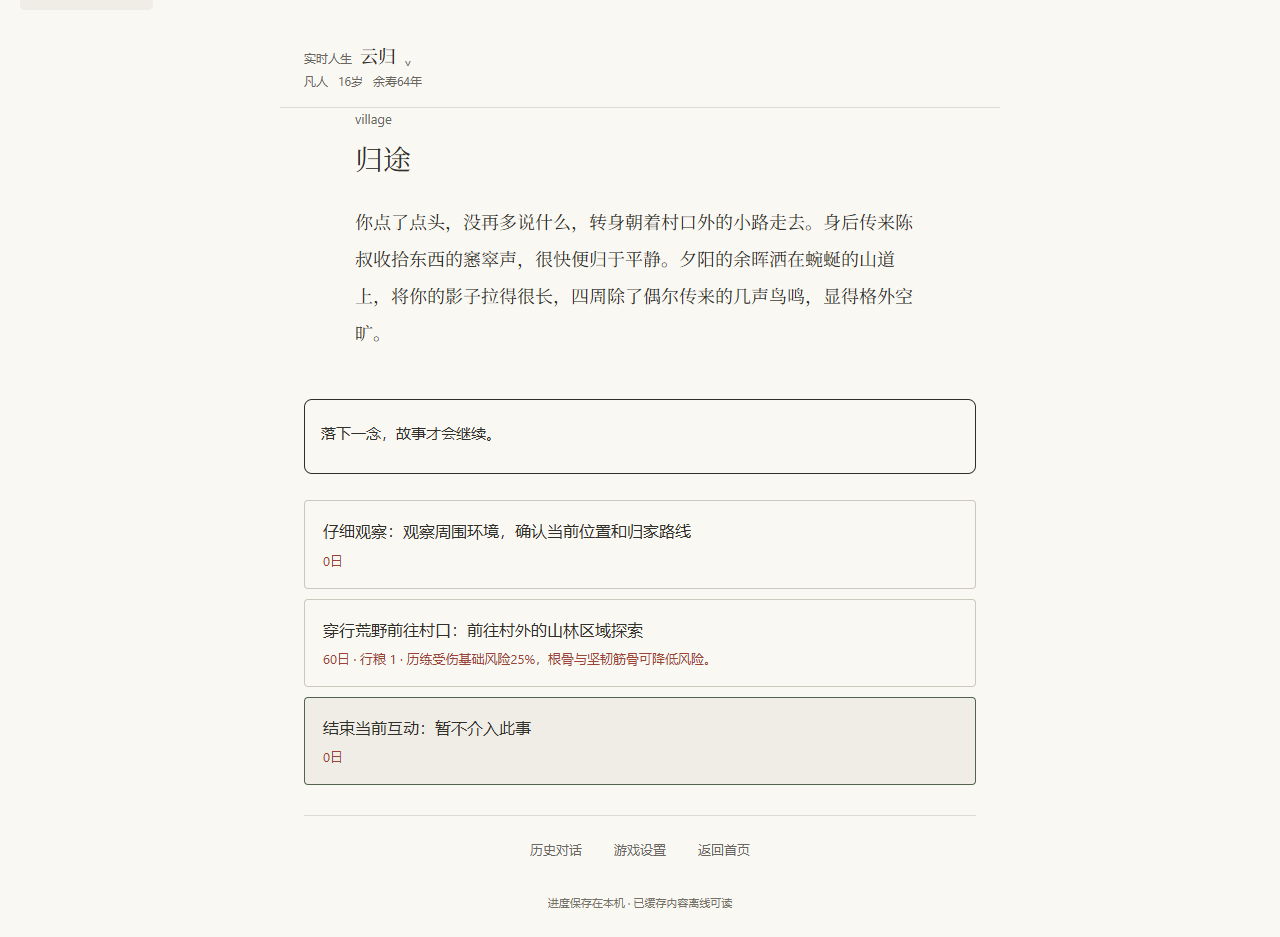 实时人生 云归 v
凡人 16岁 余寿64年
village
归途
你点了点头，没再多说什么，转身朝着村口外的小路走去。身后传来陈
叔收拾东西的窸窣声，很快便归于平静。夕阳的余晖洒在蜿蜒的山道
上，将你的影子拉得很长，四周除了偶尔传来的几声鸟鸣，显得格外空
旷。
落下一念，故事才会继续。
仔细观察：观察周围环境，确认当前位置和归家路线
0日
穿行荒野前往村口：前往村外的山林区域探索
60日 · 行粮 1 · 历练受伤基础风险25%，根骨与坚韧筋骨可降低风险。
结束当前互动：暂不介入此事
0日
历史对话 游戏设置 返回首页
进度保存在本机 · 已缓存内容离线可读